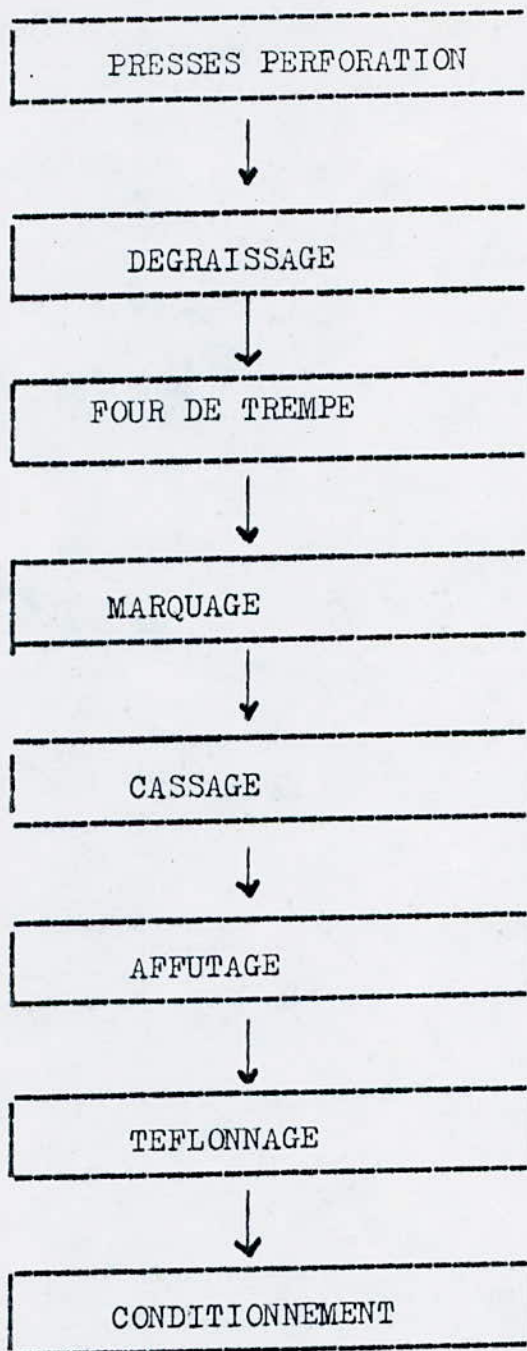 PRESSES PERFORATION
DEGRAISSAGE
FOUR DE TREMPE
MARQUAGE
CASSAGE
AFFUTAGE
TEFLONNAGE
CONDITIONNEMENT